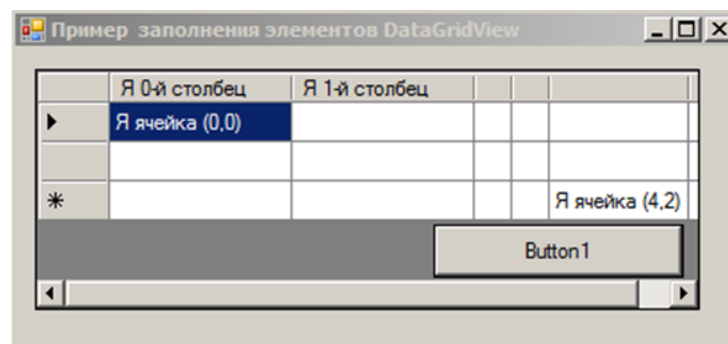 Пример заполнения элементов DataGridView
Я 0-й столбец Я 1-й столбец
Я ячейка (0,0)
Я ячейка (4,2)
Button1